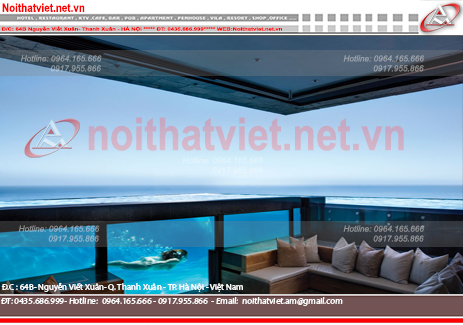 Noithatviet.net.vn
HOTEL . RESTAURANT . KTV . CAFE. BAR . PUB . APARTMENT . PENHOUSE . VILA . RESORT . SHOP .OFFICE ....
Đ/C: 64B Nguyễn Viết Xuân- Thanh Xuân - HÀ NỘI ***** ĐT: 0435.686.999***** WEB:Noithatviet.net.vn
Hotline: 0964.165.666
0917.955.866
Hotline: 0964.165.666
0917.955.866
noithatviet.net.vn
Hotline: 0964.165.666
0917.955.866
Hotline: 0964.165.666
0917.955.866
Hotline: 0964.165.666
0917.955.866
Đ.C : 64B- Nguyễn Viết Xuân- Q. Thanh Xuân - TP. Hà Nội - Việt Nam
ĐT: 0435.686.999- Hotline: 0964.165.666 - 0917.955.866 - Email: noithatviet.am@gmail.com